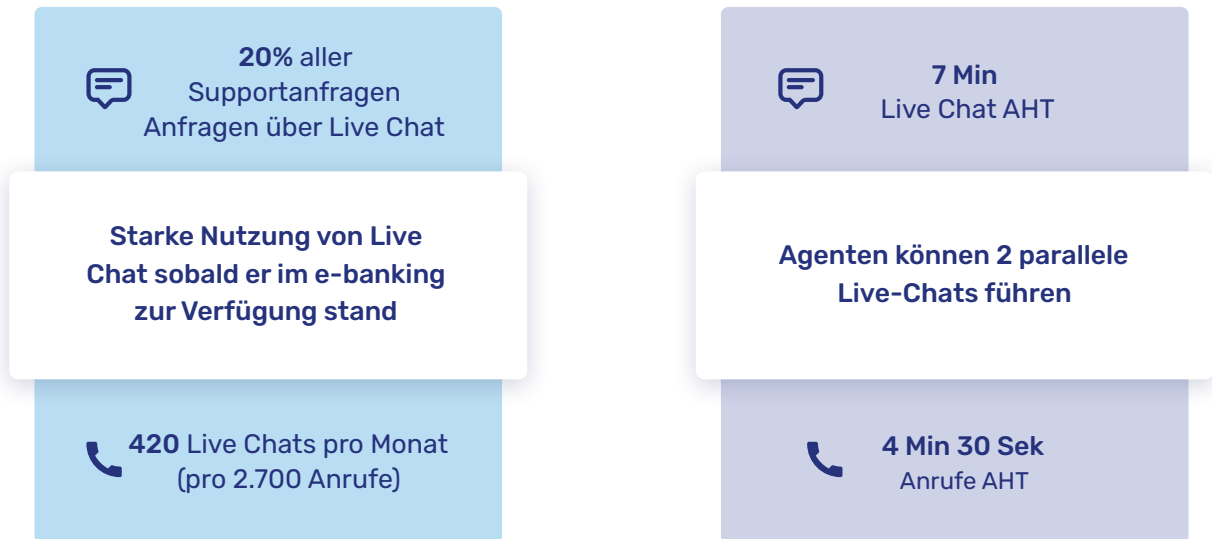 20% aller
Supportanfragen
Anfragen über Live Chat
Starke Nutzung von Live
Chat sobald er im e-banking
zur Verfügung stand
420 Live Chats pro Monat
(pro 2.700 Anrufe)
7 Min
Live Chat AHT
Agenten können 2 parallele
Live-Chats führen
4 Min 30 Sek
Anrufe AHT